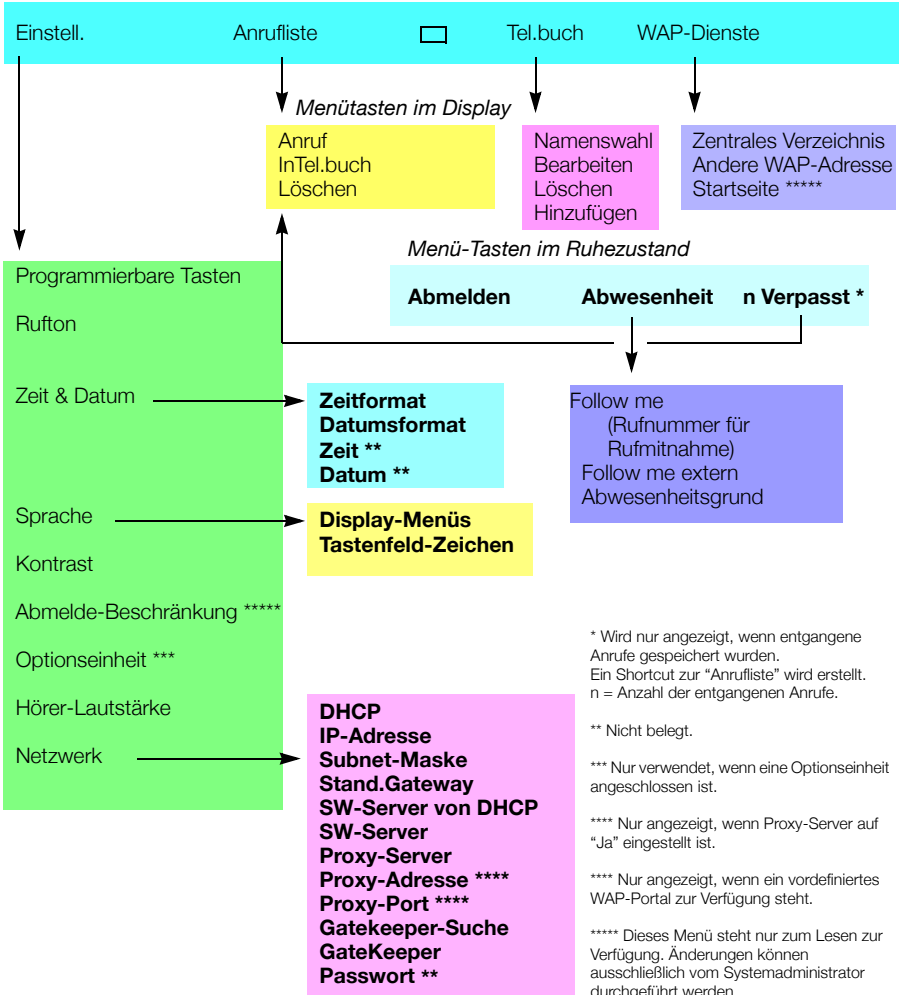 Einstell. Anrufliste Tel.buch WAP-Dienste
Menütasten im Display
Anruf
InTel.buch
Löschen
Namenswahl
Bearbeiten
Löschen
Hinzufügen
Zentrales Verzeichnis
Andere WAP-Adresse
Startseite *****
Menü-Tasten im Ruhezustand
Abmelden Abwesenheit n Verpasst *
Programmierbare Tasten
Rufton
Zeit & Datum
Zeitformat
Datumsformat
Zeit **
Datum **
Follow me
(Rufnummer für
Rufmitnahme)
Follow me extern
Abwesenheitsgrund
Sprache
Display-Menüs
Tastenfeld-Zeichen
Kontrast
Abmelde-Beschränkung *****
Optionseinheit ***
Hörer-Lautstärke
Netzwerk
DHCP
IP-Adresse
Subnet-Maske
Stand.Gateway
SW-Server von DHCP
SW-Server
Proxy-Server
Proxy-Adresse ****
Proxy-Port ****
Gatekeeper-Suche
GateKeeper
Passwort **
* Wird nur angezeigt, wenn entgangene
Anrufe gespeichert wurden.
Ein Shortcut zur “Anrufliste” wird erstellt.
n = Anzahl der entgangenen Anrufe.
** Nicht belegt.
*** Nur verwendet, wenn eine Optionseinheit
angeschlossen ist.
**** Nur angezeigt, wenn Proxy-Server auf
“Ja” eingestellt ist.
**** Nur angezeigt, wenn ein vordefiniertes
WAP-Portal zur Verfügung steht.
***** Dieses Menü steht nur zum Lesen zur
Verfügung. Änderungen können
ausschließlich vom Systemadministrator
durchgeführt werden